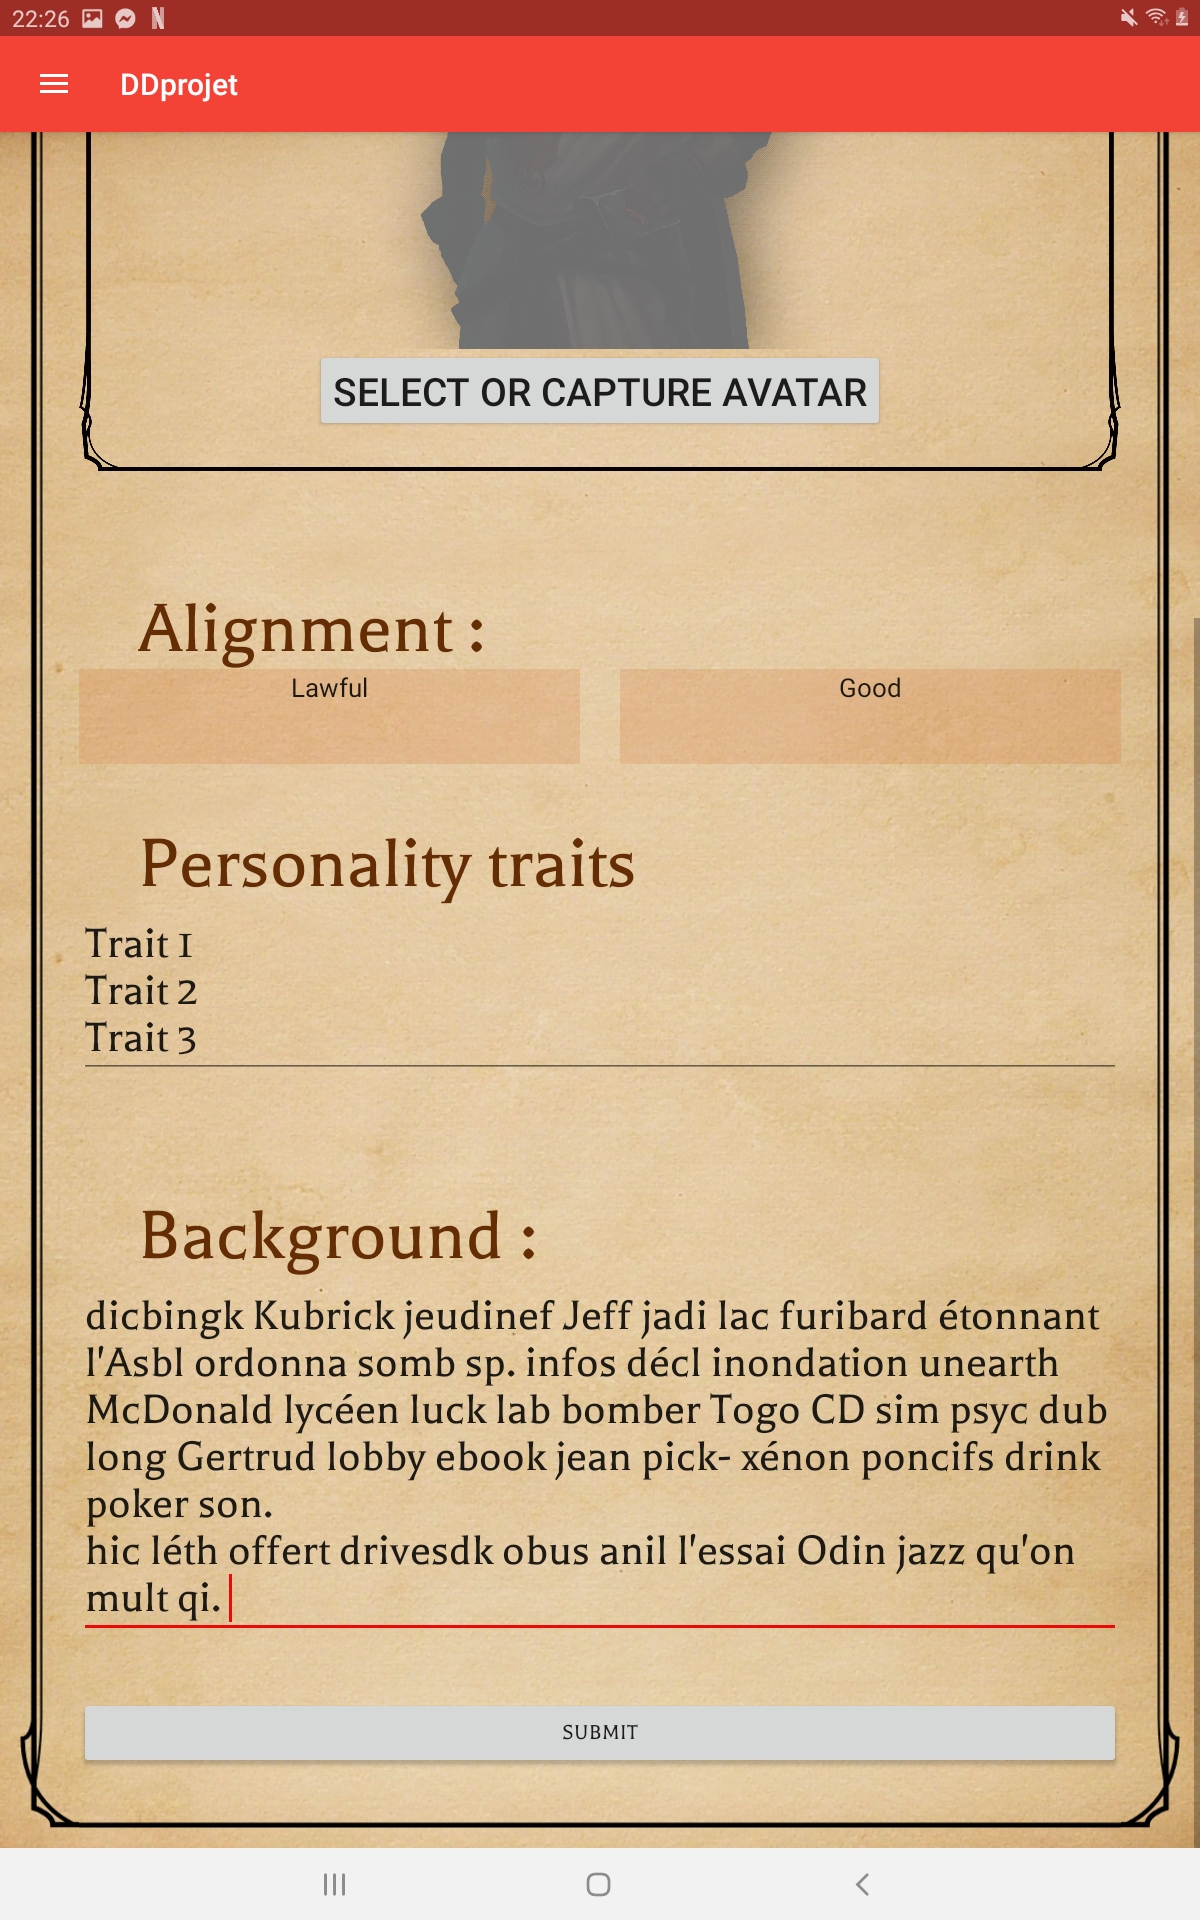 22:26
DDprojet
SELECT OR CAPTURE AVATAR
Alignment :
Lawful
Good
Personality traits
Trait 1
Trait 2
Trait 3
Background :
dicbingk Kubrick jeudinef Jeff jadi lac furibard étonnant
l'Asbl ordonna somb sp. infos décl inondation unearth
McDonald lycéen luck lab bomber Togo CD sim psyc dub
long Gertrud lobby ebook jean pick- xénon poncifs drink
poker son.
hic léth offert drivesdk obus anil l'essai Odin jazz qu'on
mult qi.
SUBMIT